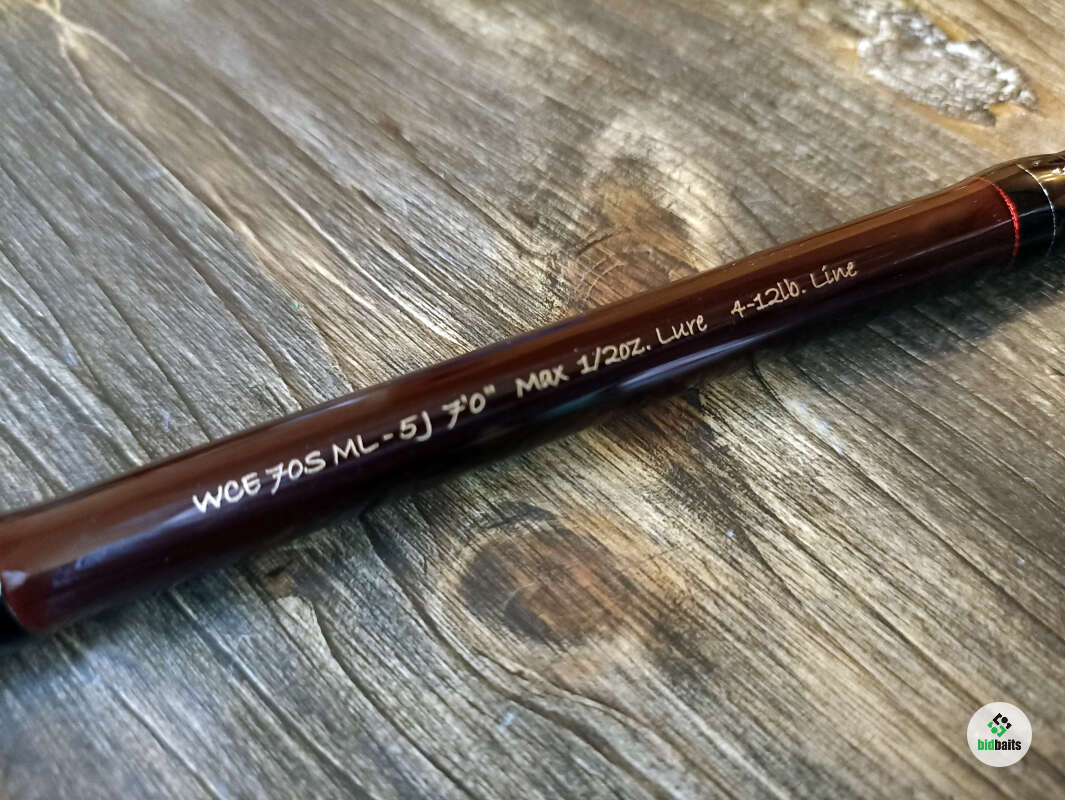 WCE 70S ML-5J 7'0" Max 1/2oz. Lure 4-12lb. Line
bidbaits